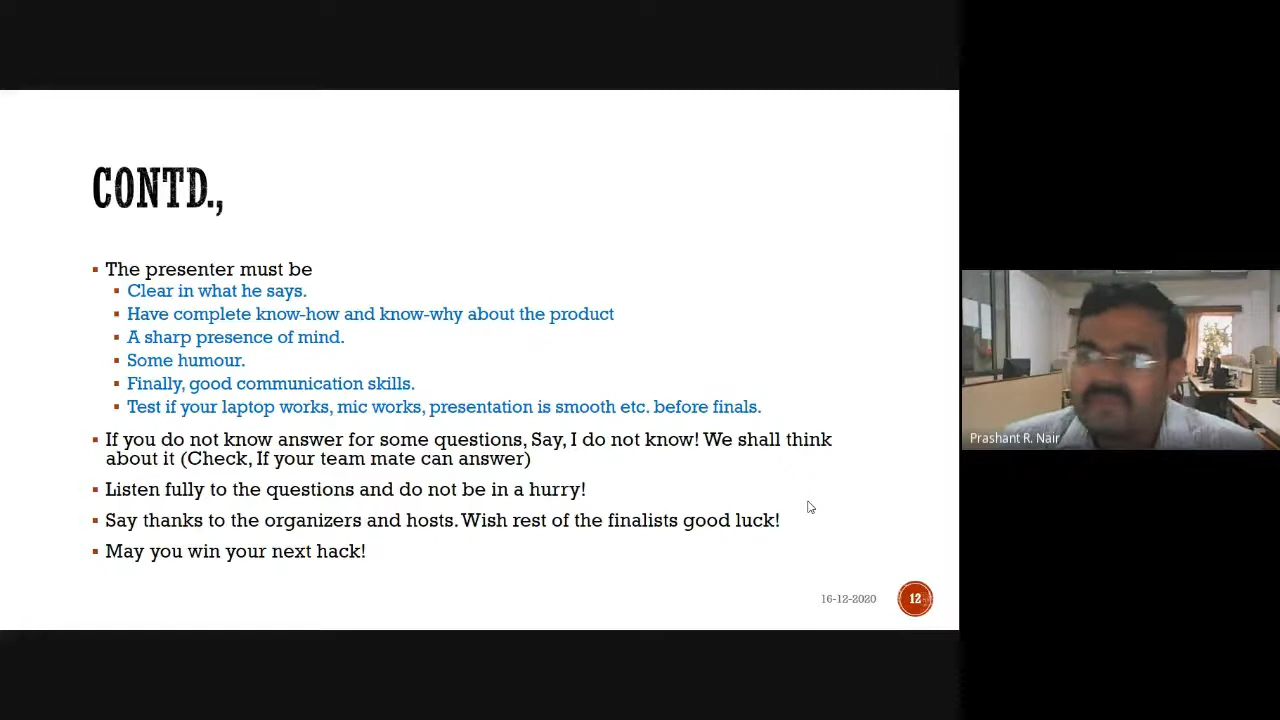 CONTD.,
▪ The presenter must be
▪ Clear in what he says.
▪ Have complete know-how and know-why about the product
▪ A sharp presence of mind.
▪ Some humour.
▪ Finally, good communication skills.
▪ Test if your laptop works, mic works, presentation is smooth etc. before finals.
▪ If you do not know answer for some questions, Say, I do not know! We shall think
about it (Check, If your team mate can answer)
▪ Listen fully to the questions and do not be in a hurry!
▪ Say thanks to the organizers and hosts. Wish rest of the finalists good luck!
▪ May you win your next hack!
16-12-2020
12
Prashant R. Nair